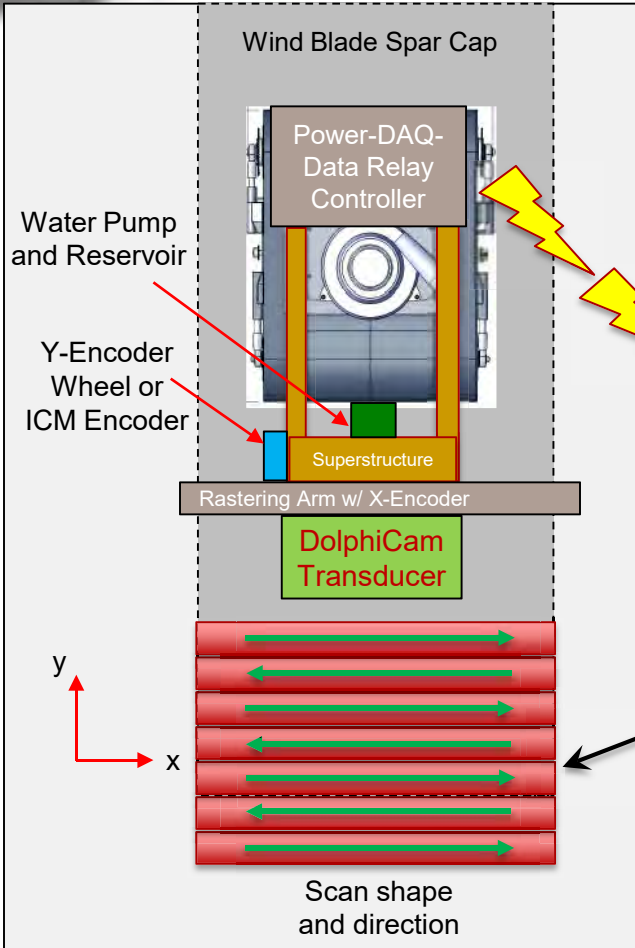 Wind Blade Spar Cap
Power-DAQ-
Data Relay
Controller
Water Pump
and Reservoir
Y-Encoder
Wheel or
ICM Encoder
Superstructure
Rastering Arm w/ X-Encoder
DolphiCam
Transducer
y
x
Scan shape
and direction